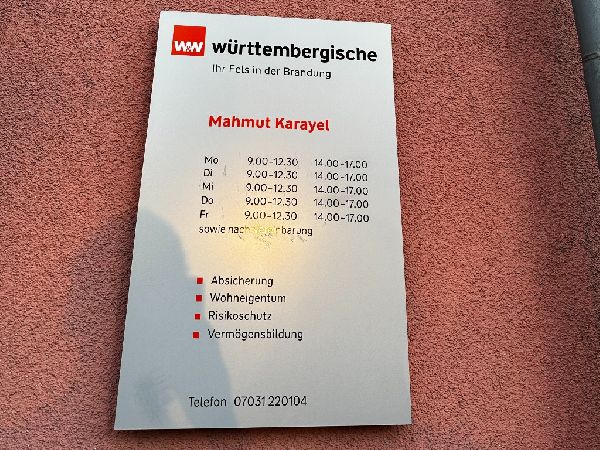 W&W württembergische
Ihr Fels in der Brandung
Mahmut Karayel
Mo 9.00-12.30 14.00-17.00
Di 9.00-12.30 14.00-17.00
Mi 9.00-12.30 14.00-17.00
Do 9.00-12.30 14.00-17.00
Fr 9.00-12.30 14.00-17.00
sowie nach Vereinbarung
Absicherung
Wohneigentum
Risikoschutz
Vermögensbildung
Telefon 07031 220104